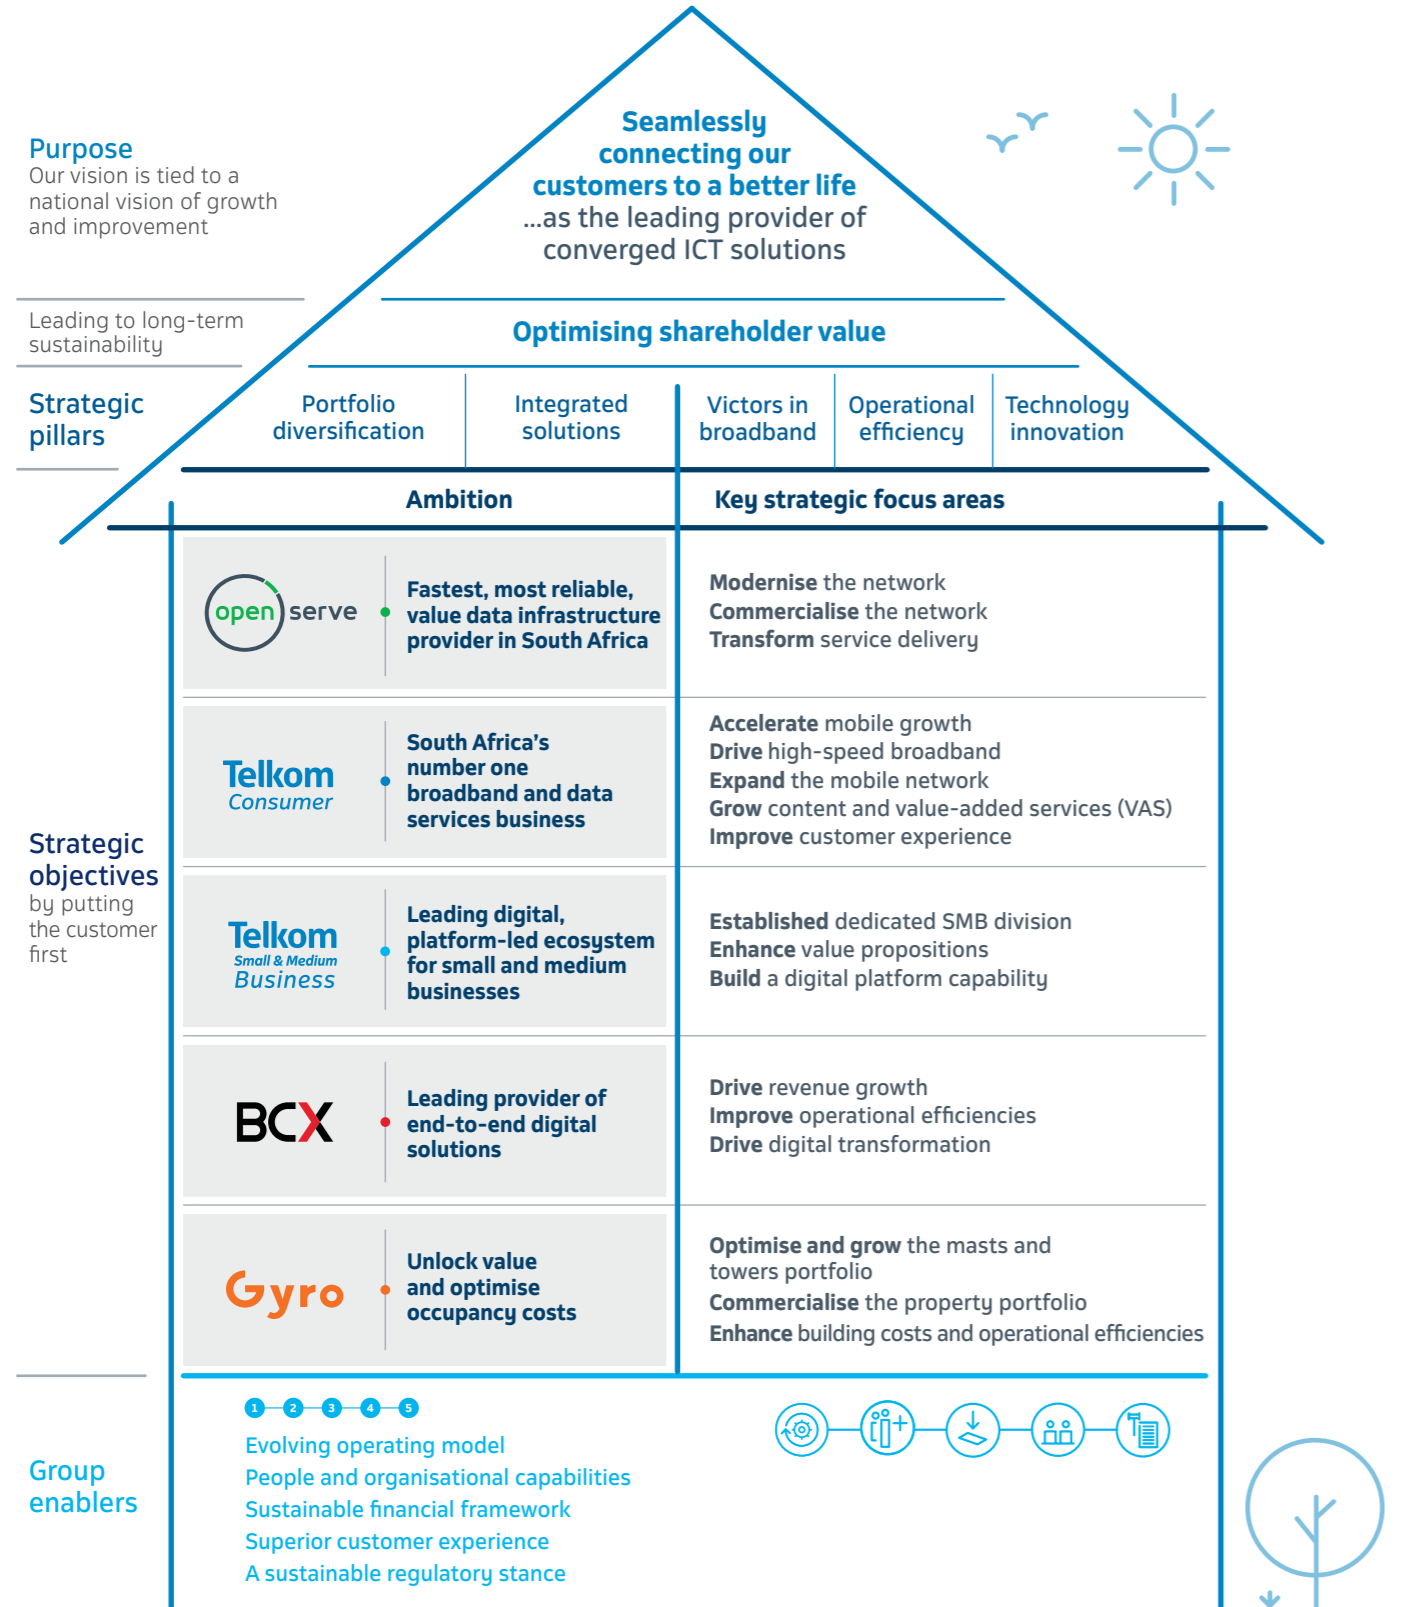 Seamlessly
connecting our
customers to a better life
...as the leading provider of
converged ICT solutions
Purpose
Our vision is tied to a
national vision of growth
and improvement
Leading to long-term
sustainability
Optimising shareholder value
Strategic
pillars
Portfolio
diversification
Integrated
solutions
Victors in
broadband
Operational
efficiency
Technology
innovation
Ambition
Key strategic focus areas
Strategic
objectives
by putting
the customer
first
open serve
Fastest, most reliable,
value data infrastructure
provider in South Africa
Modernise the network
Commercialise the network
Transform service delivery
Telkom
Consumer
South Africa's
number one
broadband and data
services business
Accelerate mobile growth
Drive high-speed broadband
Expand the mobile network
Grow content and value-added services (VAS)
Improve customer experience
Telkom
Small & Medium
Business
Leading digital,
platform-led ecosystem
for small and medium
businesses
Established dedicated SMB division
Enhance value propositions
Build a digital platform capability
BCX
Leading provider of
end-to-end digital
solutions
Drive revenue growth
Improve operational efficiencies
Drive digital transformation
Gyro
Unlock value
and optimise
occupancy costs
Optimise and grow the masts and
towers portfolio
Commercialise the property portfolio
Enhance building costs and operational efficiencies
Group
enablers
1 2 3 4 5
Evolving operating model
People and organisational capabilities
Sustainable financial framework
Superior customer experience
A sustainable regulatory stance